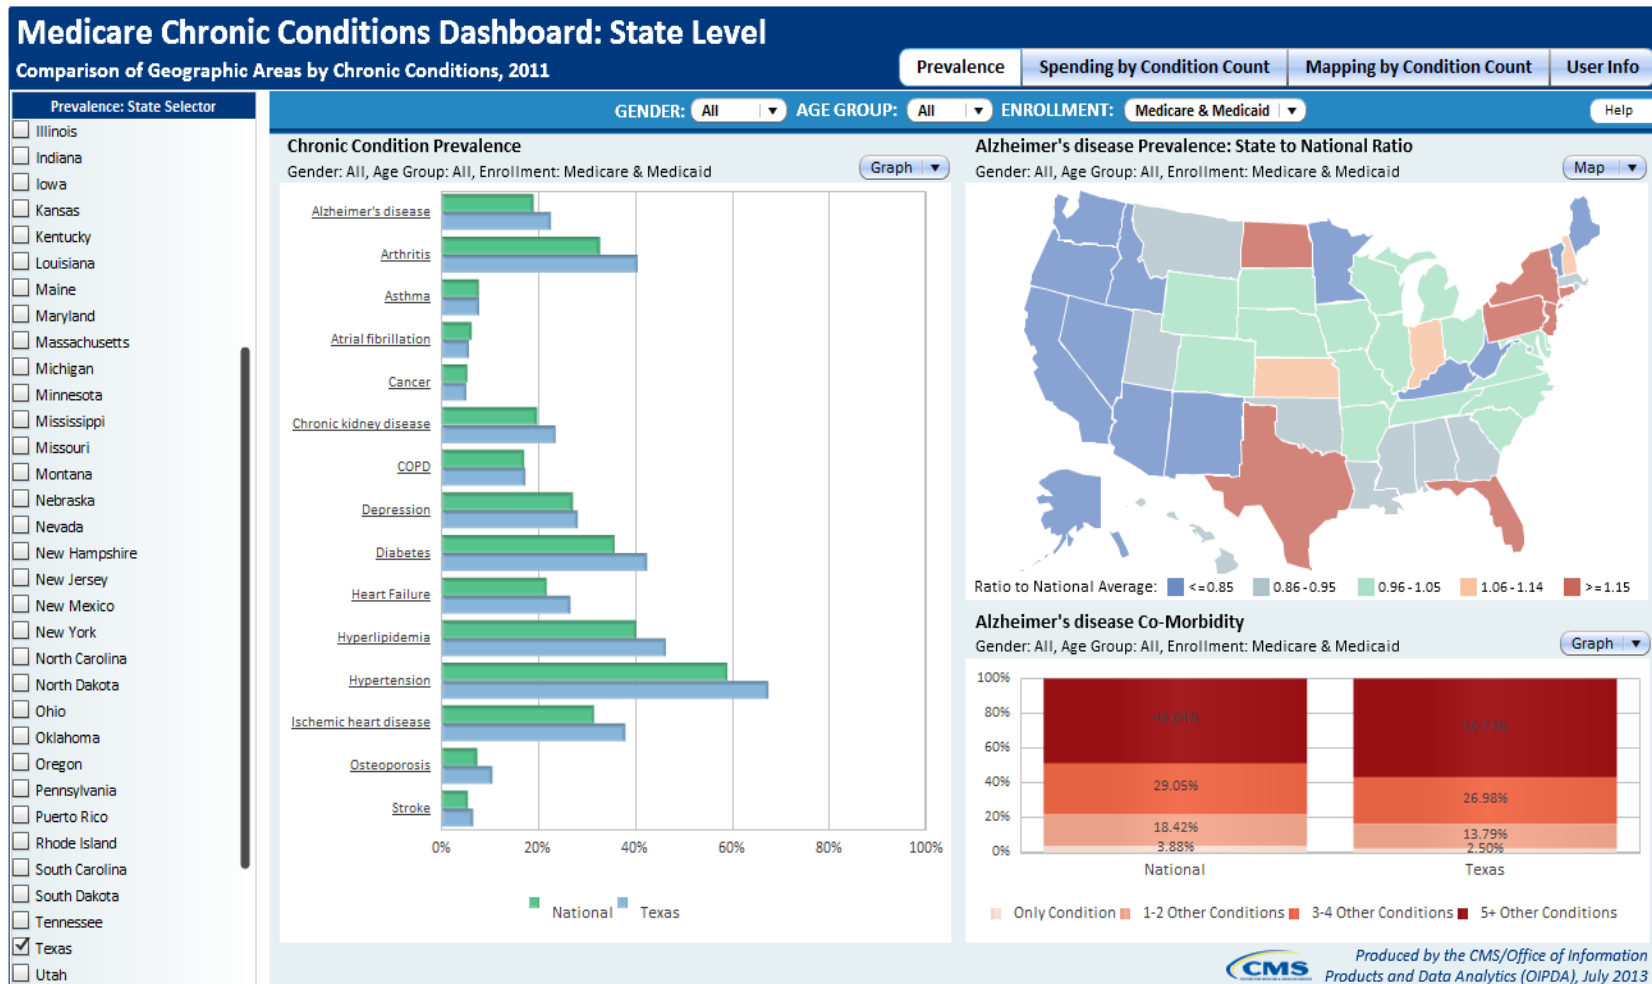 Medicare Chronic Conditions Dashboard: State Level
Comparison of Geographic Areas by Chronic Conditions, 2011
Prevalence
Spending by Condition Count
Mapping by Condition Count
User Info
Prevalence: State Selector
GENDER: All AGE GROUP: All ENROLLMENT: Medicare & Medicaid
Help
Illinois
Indiana
Iowa
Kansas
Kentucky
Louisiana
Maine
Maryland
Massachusetts
Michigan
Minnesota
Mississippi
Missouri
Montana
Nebraska
Nevada
New Hampshire
New Jersey
New Mexico
New York
North Carolina
North Dakota
Ohio
Oklahoma
Oregon
Pennsylvania
Puerto Rico
Rhode Island
South Carolina
South Dakota
Tennessee
Texas
Utah
Chronic Condition Prevalence
Gender: All, Age Group: All, Enrollment: Medicare & Medicaid
Graph
Alzheimer's disease
Arthritis
Asthma
Atrial fibrillation
Cancer
Chronic kidney disease
COPD
Depression
Diabetes
Heart Failure
Hyperlipidemia
Hypertension
Ischemic heart disease
Osteoporosis
Stroke
0% 20% 40% 60% 80% 100%
National Texas
Alzheimer's disease Prevalence: State to National Ratio
Gender: All, Age Group: All, Enrollment: Medicare & Medicaid
Map
Ratio to National Average: <=0.85 0.86-0.95 0.96-1.05 1.06-1.14 >=1.15
Alzheimer's disease Co-Morbidity
Gender: All, Age Group: All, Enrollment: Medicare & Medicaid
Graph
100%
80%
60%
40%
20%
0%
48.64%
29.05%
18.42%
3.88%
56.73%
26.98%
13.79%
2.50%
National Texas
Only Condition 1-2 Other Conditions 3-4 Other Conditions 5+ Other Conditions
CMS
Produced by the CMS/Office of Information
Products and Data Analytics (OIPDA), July 2013